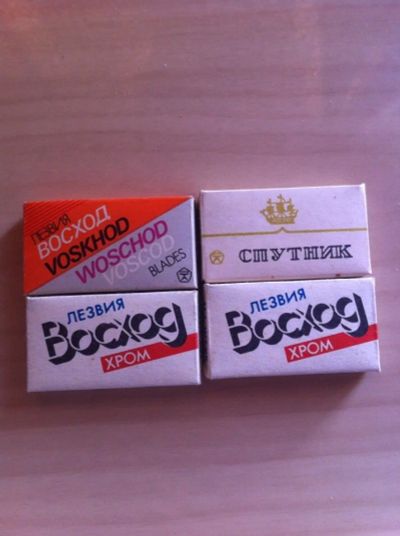 ЛЕЗВИЯ
ВОСХОД
VOSKHOD
WOSCHOD
VOSCOD
BLADES
СПУТНИК
ЛЕЗВИЯ
Восход
ХРОМ
ЛЕЗВИЯ
Восход
ХРОМ